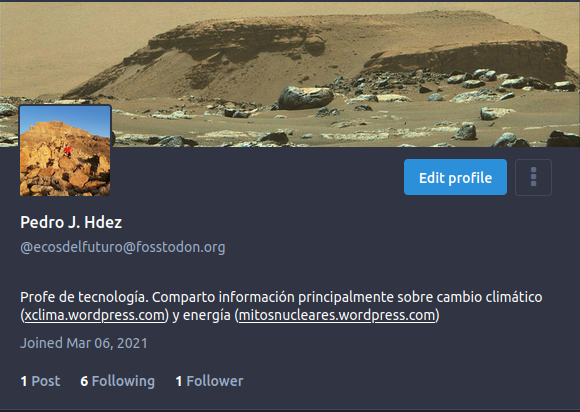 Edit profile
Pedro J. Hdez
@ecosdelfuturo@fosstodon.org
Profe de tecnología. Comparto información principalmente sobre cambio climático
(xclima.wordpress.com) y energía (mitosnucleares.wordpress.com)
Joined Mar 06, 2021
1 Post 6 Following 1 Follower